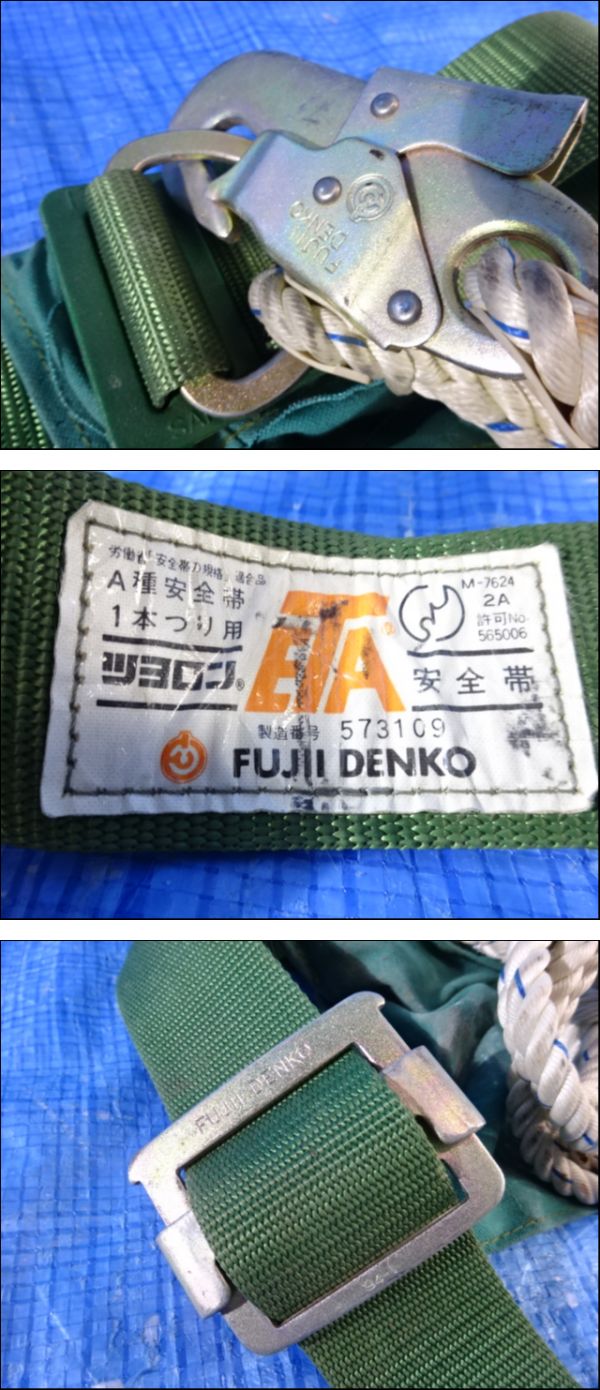 FUJII
DENKO
労働省「安全帯の規格」適合品
A種安全帯
1本つり用
ツヨロン®
ETA®
M-7624
2A
許可No.
565006
安全帯
製造番号 573109
FUJII DENKO
FUJII DENKO